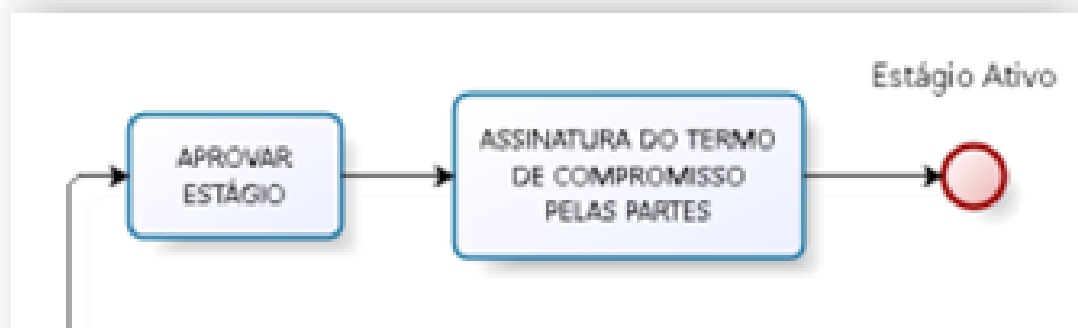 Estágio Ativo
APROVAR
ESTÁGIO
ASSINATURA DO TERMO
DE COMPROMISSO
PELAS PARTES